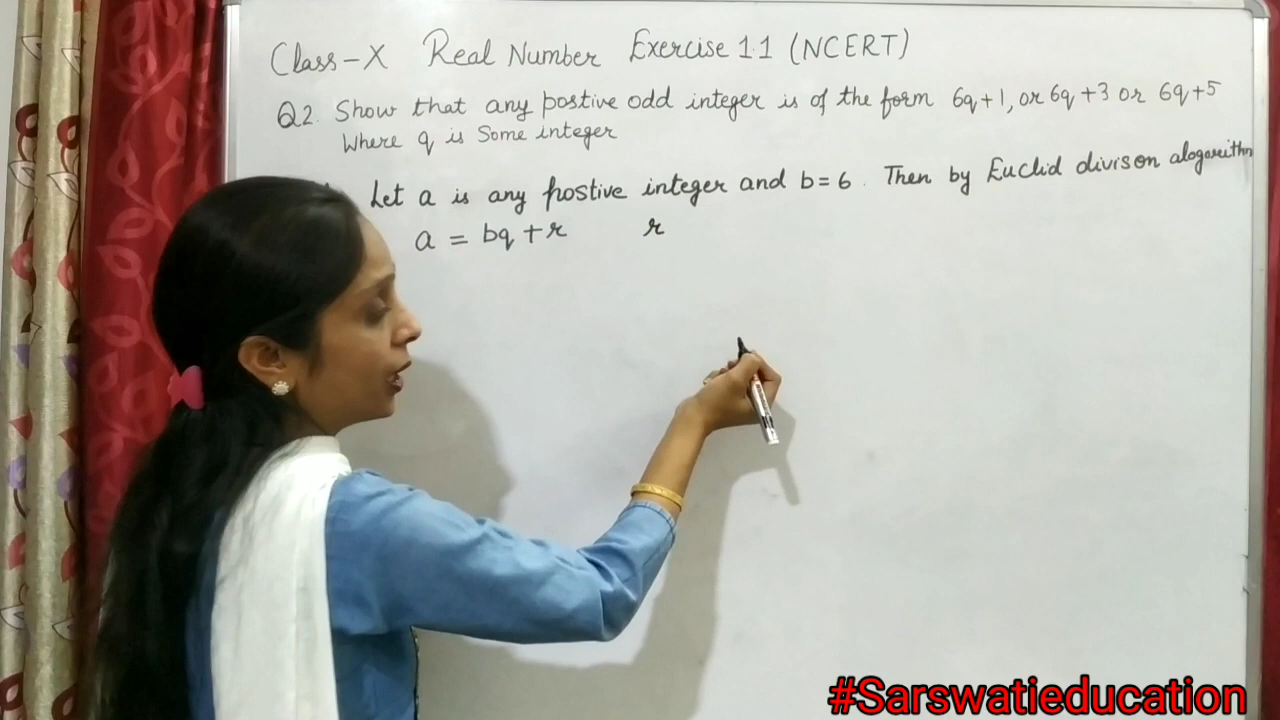 Class-X Real Number Exercise 1.1 (NCERT)
Q2. Show that any postive odd integer is of the form 6q+1, or 6q+3 or 6q+5
Where q is Some integer
Let a is any postive integer and b=6. Then by Euclid divison alogarithm
a = bq + r r
#Sarswatieducation